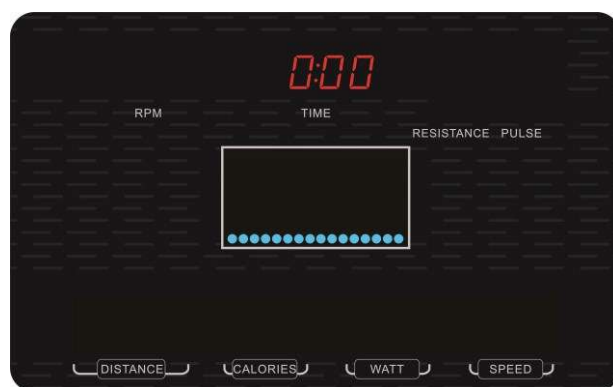 0:00
RPM TIME
RESISTANCE PULSE
DISTANCE CALORIES WATT SPEED